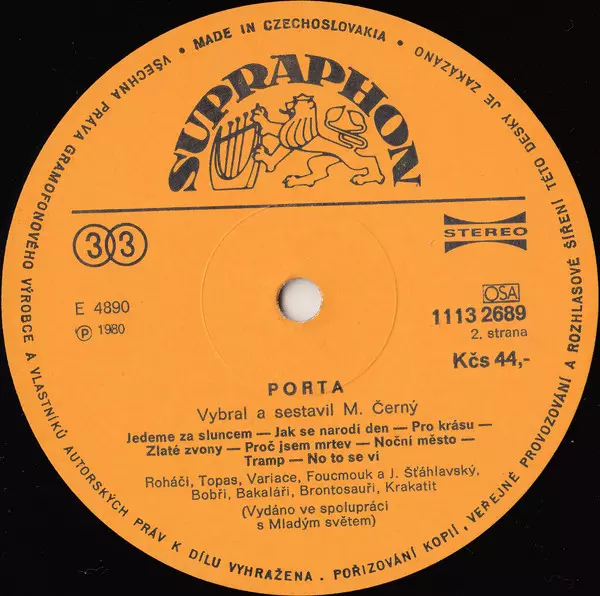 VŠECHNA PRÁVA GRAMOFONOVÉHO VÝROBCE A VLASTNÍKŮ AUTORSKÝCH PRÁV K DÍLU VYHRAŽENA . POŘIZOVÁNÍ KOPIÍ , VEŘEJNÉ PROVOZOVÁNÍ A ROZHLASOVÉ ŠÍŘENÍ TÉTO DESKY JE ZAKÁZÁNO
• MADE IN CZECHOSLOVAKIA •
SUPRAPHON
33
STEREO
E 4890
Ⓟ 1980
OSA
1113 2689
2. strana
Kčs 44,-
PORTA
Vybral a sestavil M. Černý
Jedeme za sluncem — Jak se narodí den — Pro krásu —
Zlaté zvony — Proč jsem mrtev — Noční město —
Tramp — No to se ví
Roháči, Topas, Variace, Foucmouk a J. Šťáhlavský,
Bobři, Bakaláři, Brontosauři, Krakatit
(Vydáno ve spolupráci
s Mladým světem)